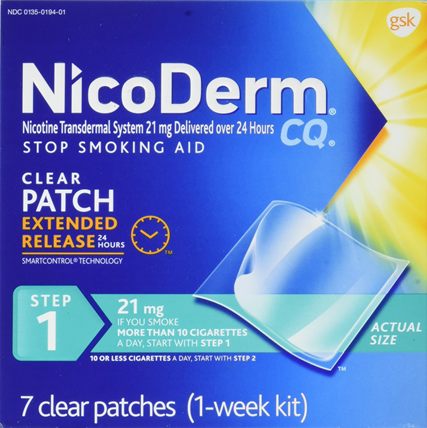 NDC 0135-0194-01
gsk
NicoDerm®
CQ®
Nicotine Transdermal System 21 mg Delivered over 24 Hours
STOP SMOKING AID
CLEAR
PATCH
EXTENDED
RELEASE 24 HOURS
TM
SMARTCONTROL® TECHNOLOGY
STEP
1
21 mg
IF YOU SMOKE
MORE THAN 10 CIGARETTES
A DAY, START WITH STEP 1
10 OR LESS CIGARETTES A DAY, START WITH STEP 2
ACTUAL
SIZE
TM
7 clear patches (1-week kit)